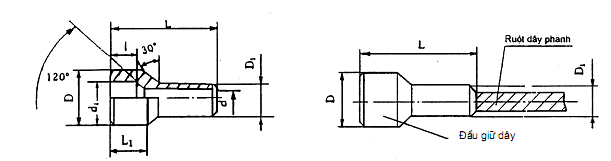 L
l
30°
120°
D
d₁
d
D₁
L₁
L
Ruột dây phanh
D
D₁
Đầu giữ dây